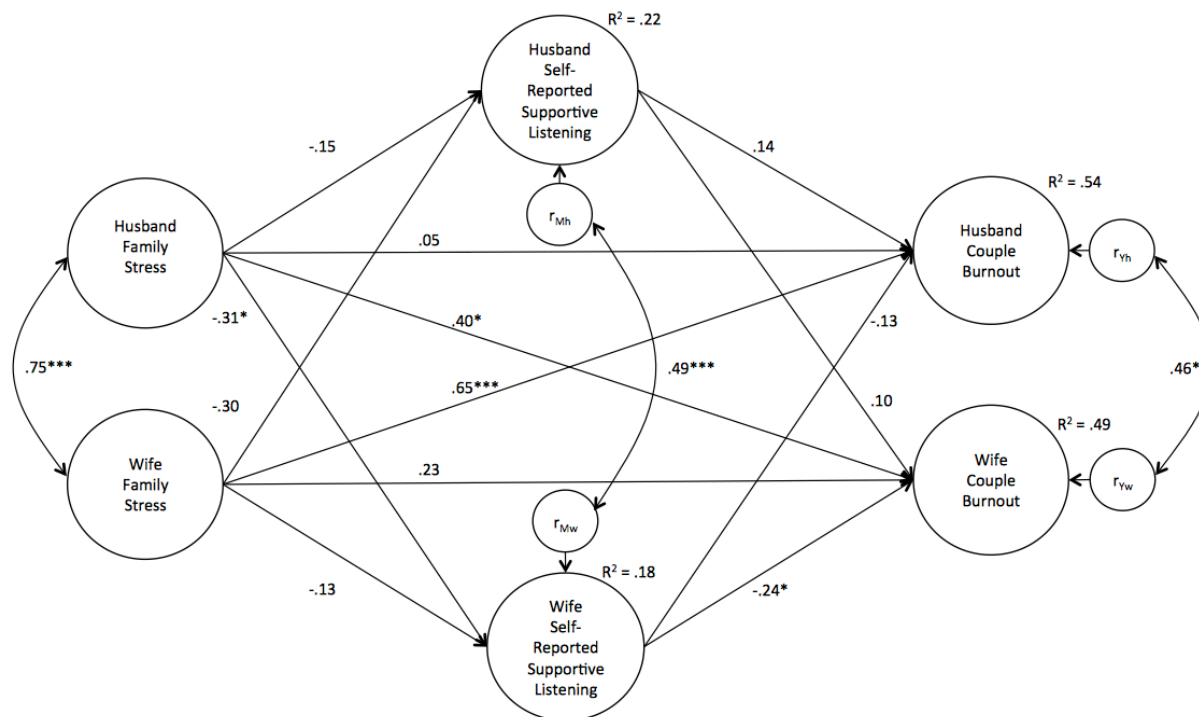 R² = .22
Husband
Self-
Reported
Supportive
Listening
-.15
.14
R² = .54
r_Mh
Husband
Family
Stress
.05
Husband
Couple
Burnout
r_Yh
-.31*
.40*
-.13
.75***
.49***
.46*
.65***
-.30
.10
R² = .49
Wife
Family
Stress
.23
Wife
Couple
Burnout
r_Yw
r_Mw
-.13
R² = .18
-.24*
Wife
Self-
Reported
Supportive
Listening